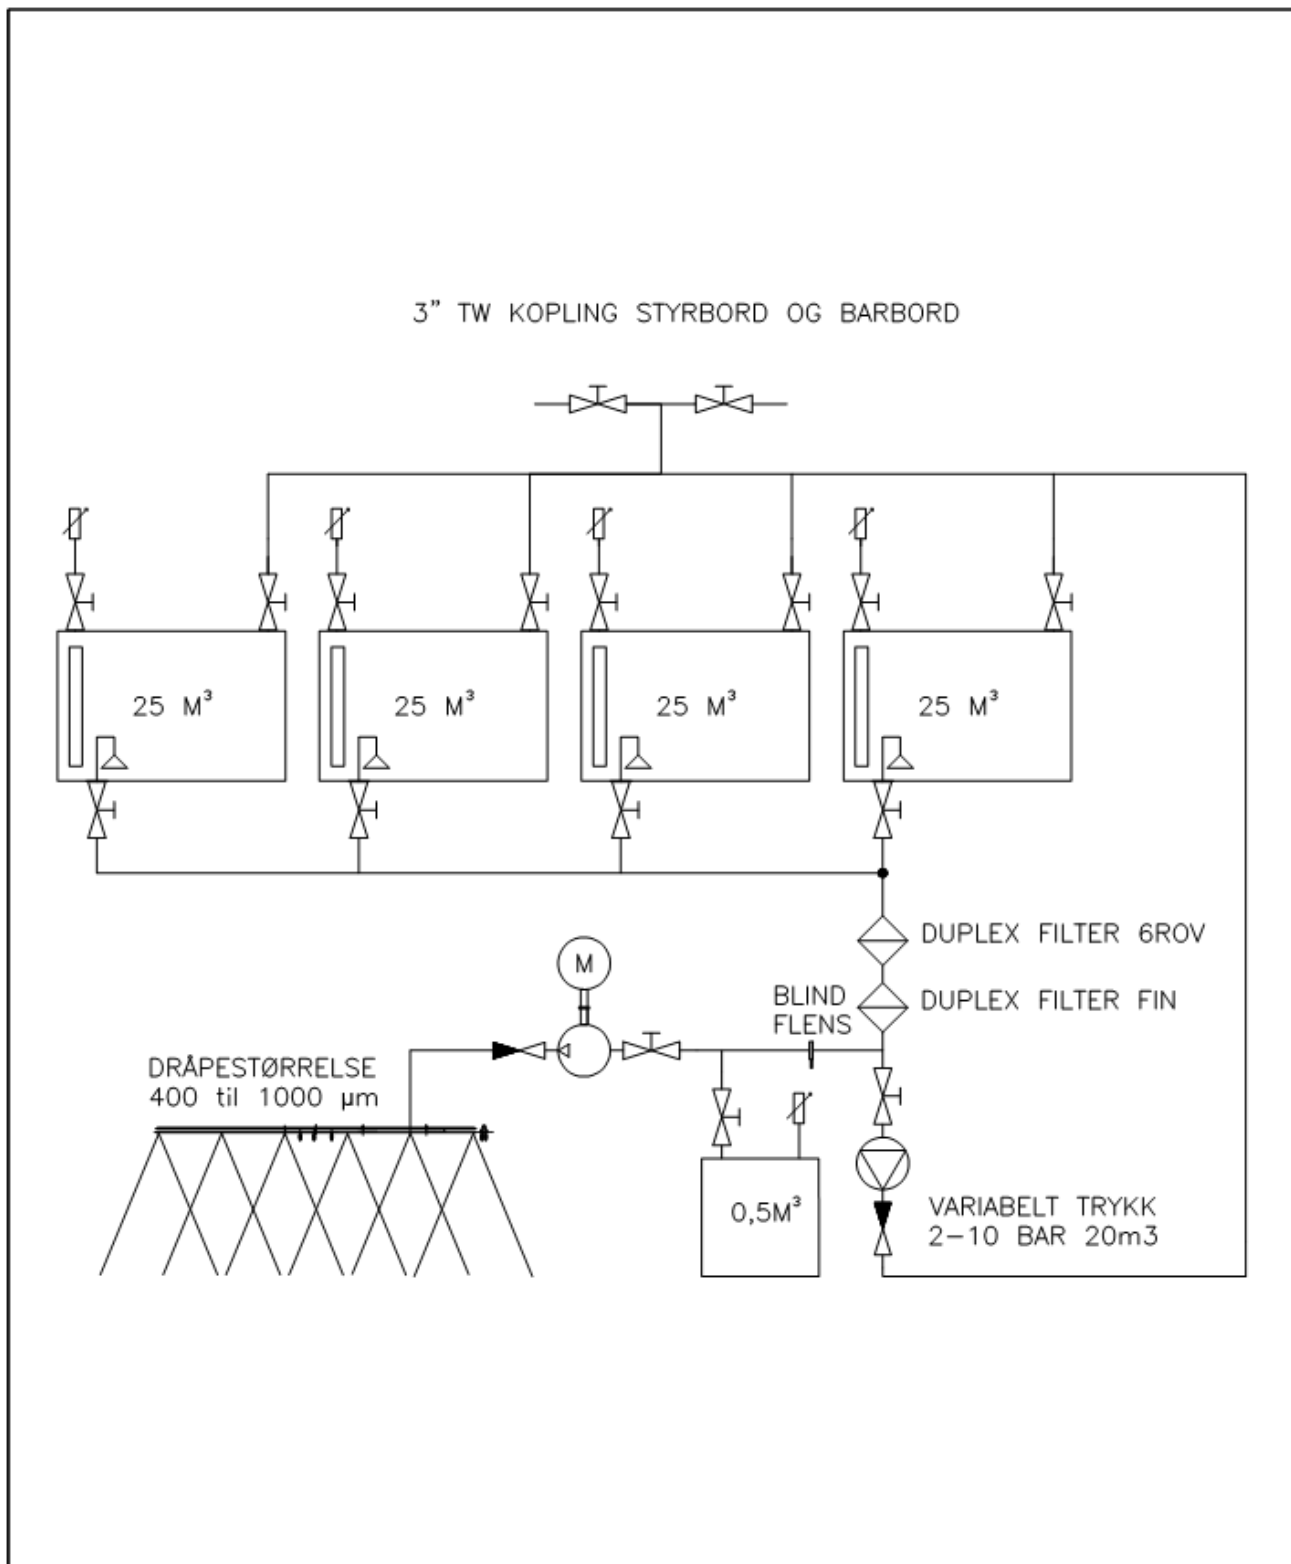 3” TW KOPLING STYRBORD OG BARBORD
25 M³
25 M³
25 M³
25 M³
DUPLEX FILTER 6ROV
M
BLIND
FLENS
DUPLEX FILTER FIN
DRÅPESTØRRELSE
400 til 1000 µm
0,5M³
VARIABELT TRYKK
2-10 BAR 20m3